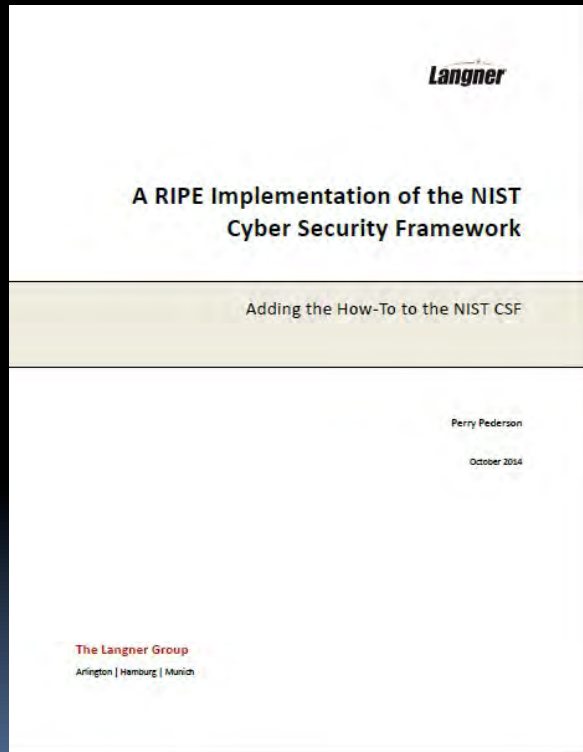 Langner
A RIPE Implementation of the NIST
Cyber Security Framework
Adding the How-To to the NIST CSF
Perry Pederson
October 2014
The Langner Group
Arlington | Hamburg | Munich